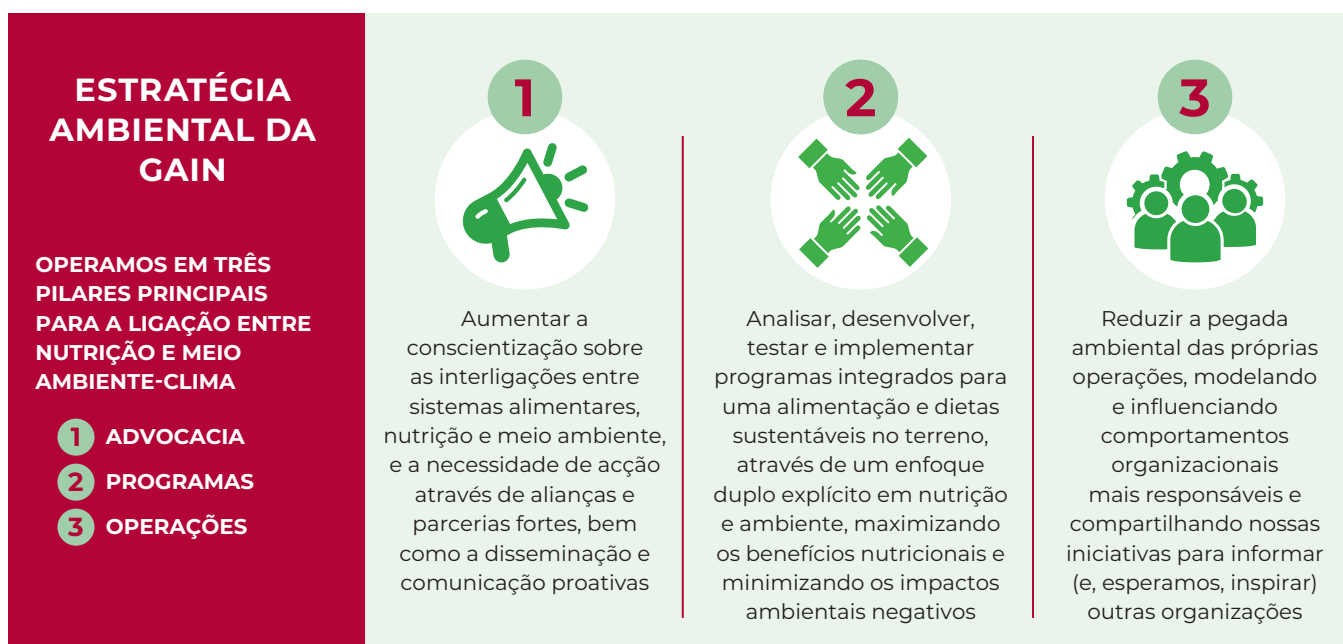 ESTRATÉGIA
AMBIENTAL DA
GAIN
OPERAMOS EM TRÊS
PILARES PRINCIPAIS
PARA A LIGAÇÃO ENTRE
NUTRIÇÃO E MEIO
AMBIENTE-CLIMA
1 ADVOCACIA
2 PROGRAMAS
3 OPERAÇÕES
1
Aumentar a
conscientização sobre
as interligações entre
sistemas alimentares,
nutrição e meio ambiente,
e a necessidade de acção
através de alianças e
parcerias fortes, bem
como a disseminação e
comunicação proativas
2
Analisar, desenvolver,
testar e implementar
programas integrados para
uma alimentação e dietas
sustentáveis no terreno,
através de um enfoque
duplo explícito em nutrição
e ambiente, maximizando
os benefícios nutricionais e
minimizando os impactos
ambientais negativos
3
Reduzir a pegada
ambiental das próprias
operações, modelando
e influenciando
comportamentos
organizacionais
mais responsáveis e
compartilhando nossas
iniciativas para informar
(e, esperamos, inspirar)
outras organizações